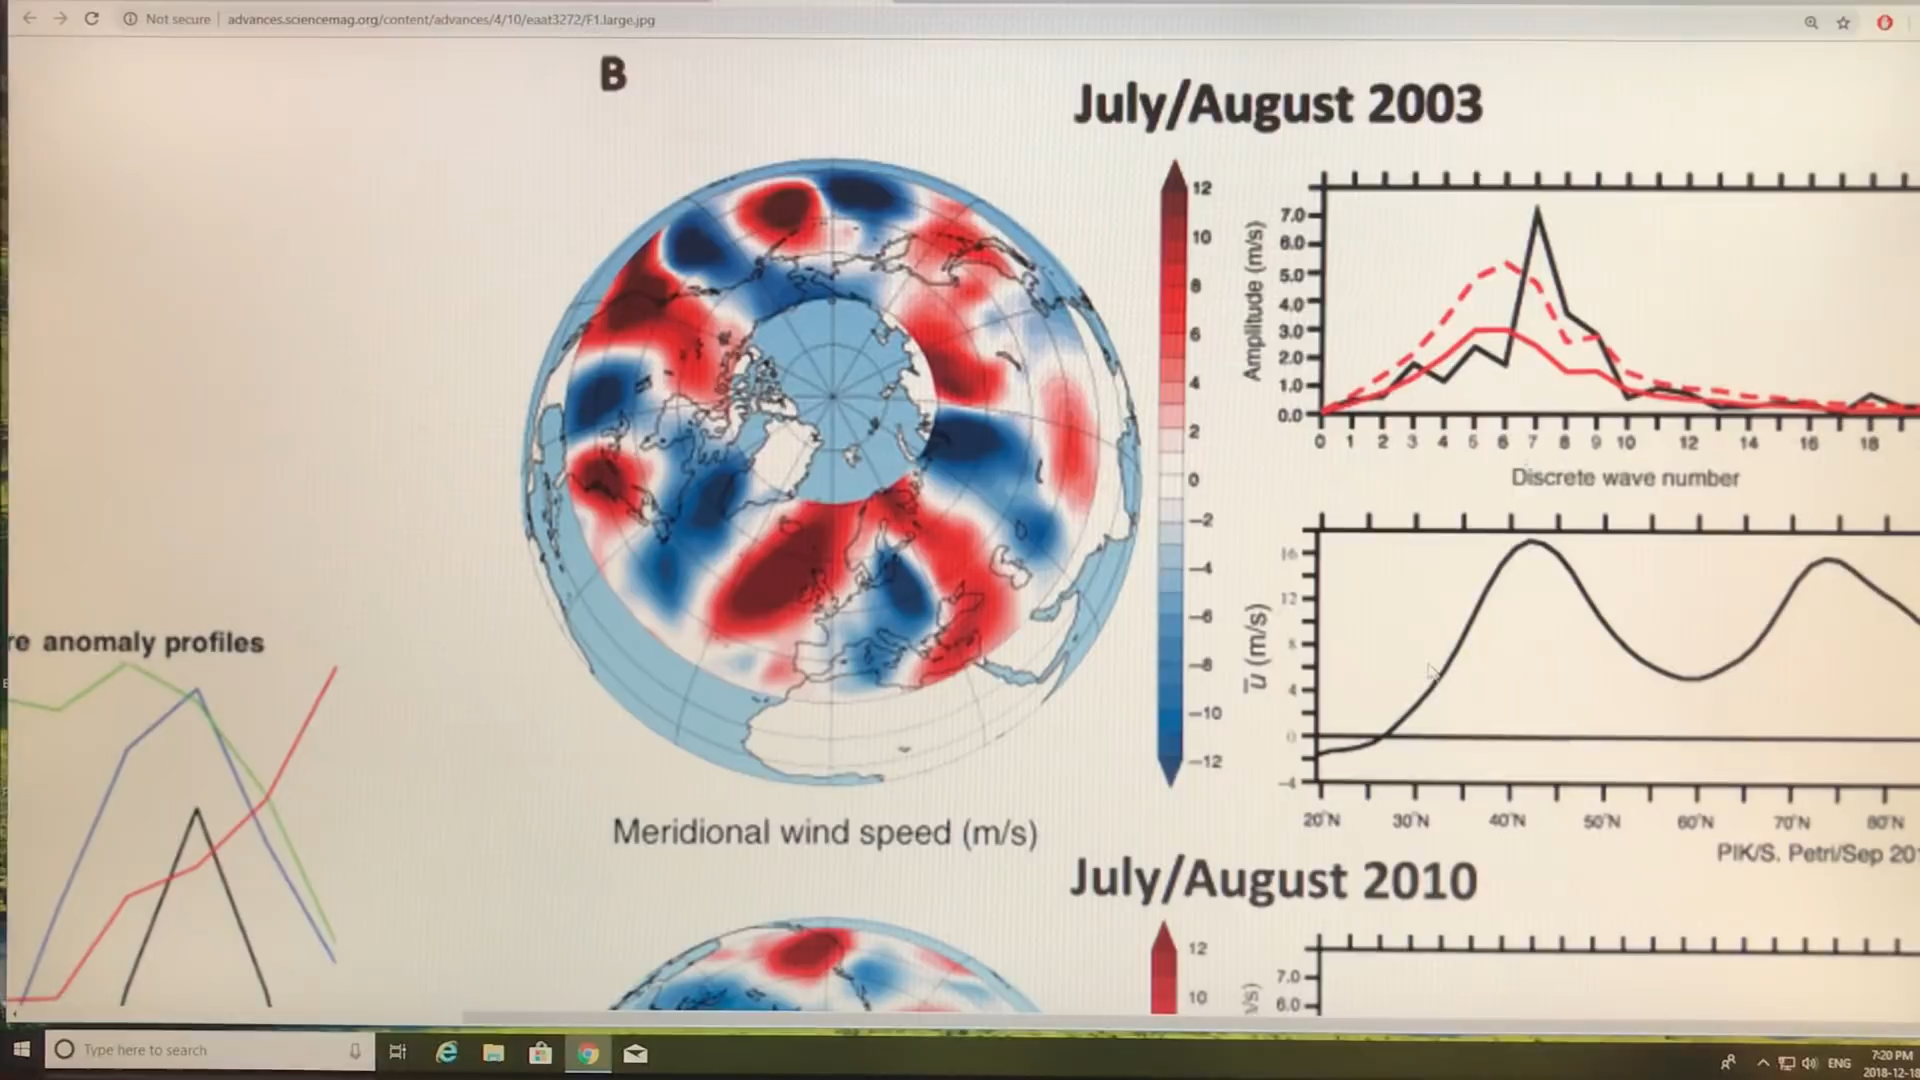 Not secure | advances.sciencemag.org/content/advances/4/10/eaat3272/F1.large.jpg
B
July/August 2003
12
10
8
6
4
2
0
−2
−4
−6
−8
−10
−12
Amplitude (m/s)
7.0
6.0
5.0
4.0
3.0
2.0
1.0
0.0
0 1 2 3 4 5 6 7 8 9 10 12 14 16 18
Discrete wave number
u (m/s)
16
12
8
4
0
−4
20°N 30°N 40°N 50°N 60°N 70°N 80°N
PIK/S. Petri/Sep 201
re anomaly profiles
Meridional wind speed (m/s)
July/August 2010
12
10
7.0
6.0
Type here to search
ENG
7:20 PM
2018-12-18